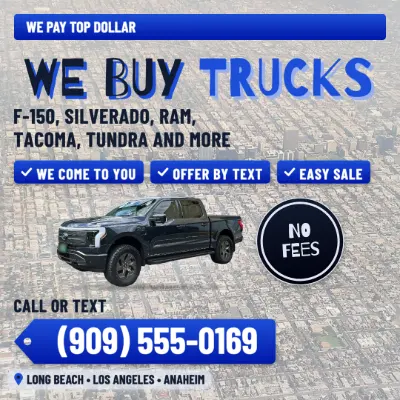 WE PAY TOP DOLLAR
WE BUY TRUCKS
F-150, SILVERADO, RAM,
TACOMA, TUNDRA AND MORE
WE COME TO YOU
OFFER BY TEXT
EASY SALE
NO
FEES
CALL OR TEXT
(909) 555-0169
LONG BEACH • LOS ANGELES • ANAHEIM